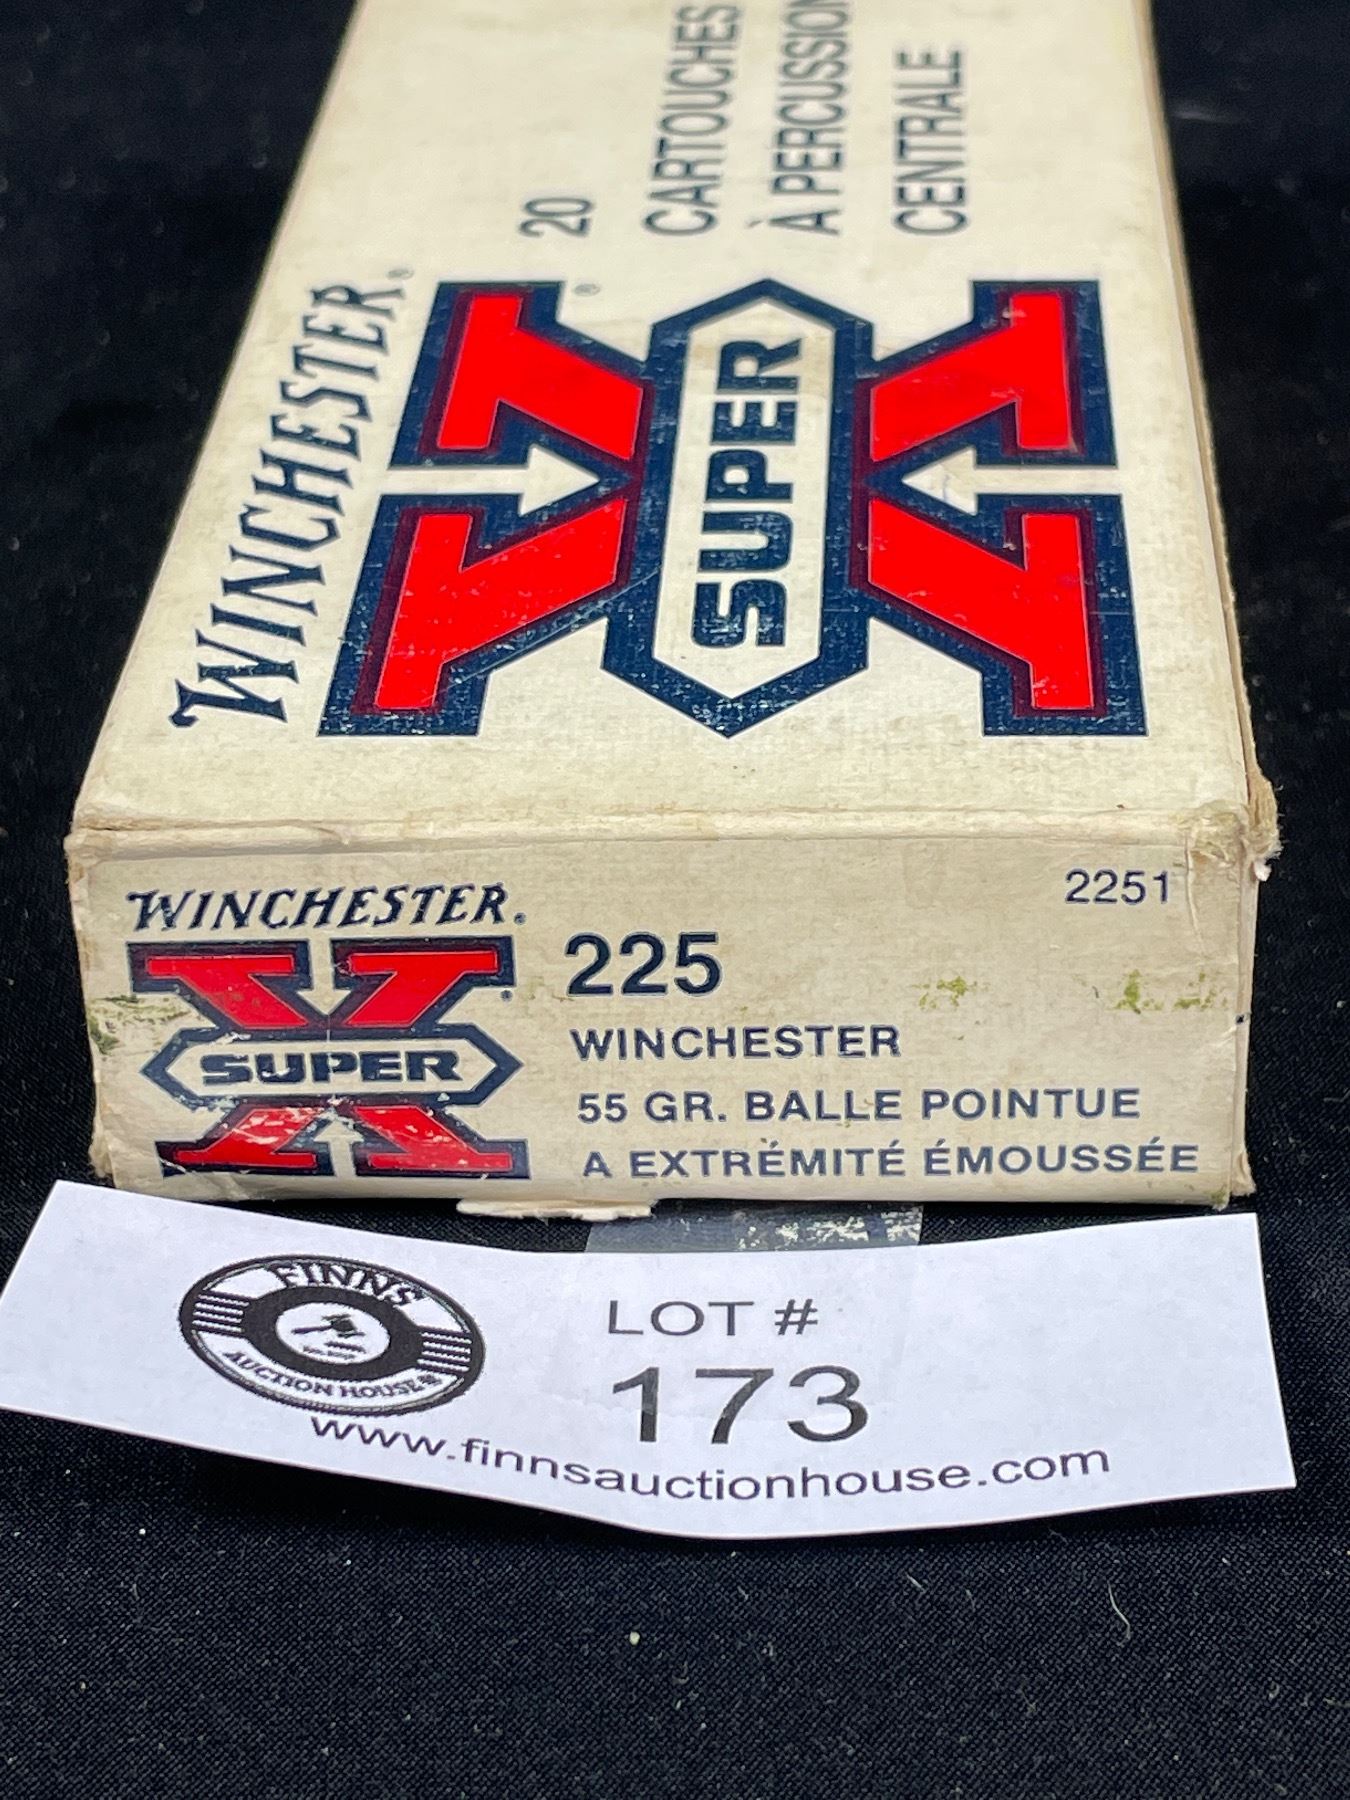 20
CARTOUCHES
À PERCUSSION
CENTRALE
WINCHESTER®
X®
SUPER
WINCHESTER®
X®
SUPER
2251
225
WINCHESTER
55 GR. BALLE POINTUE
A EXTRÉMITÉ ÉMOUSSÉE
FINNS
AUCTION HOUSE
LOT #
173
www.finnsauctionhouse.com